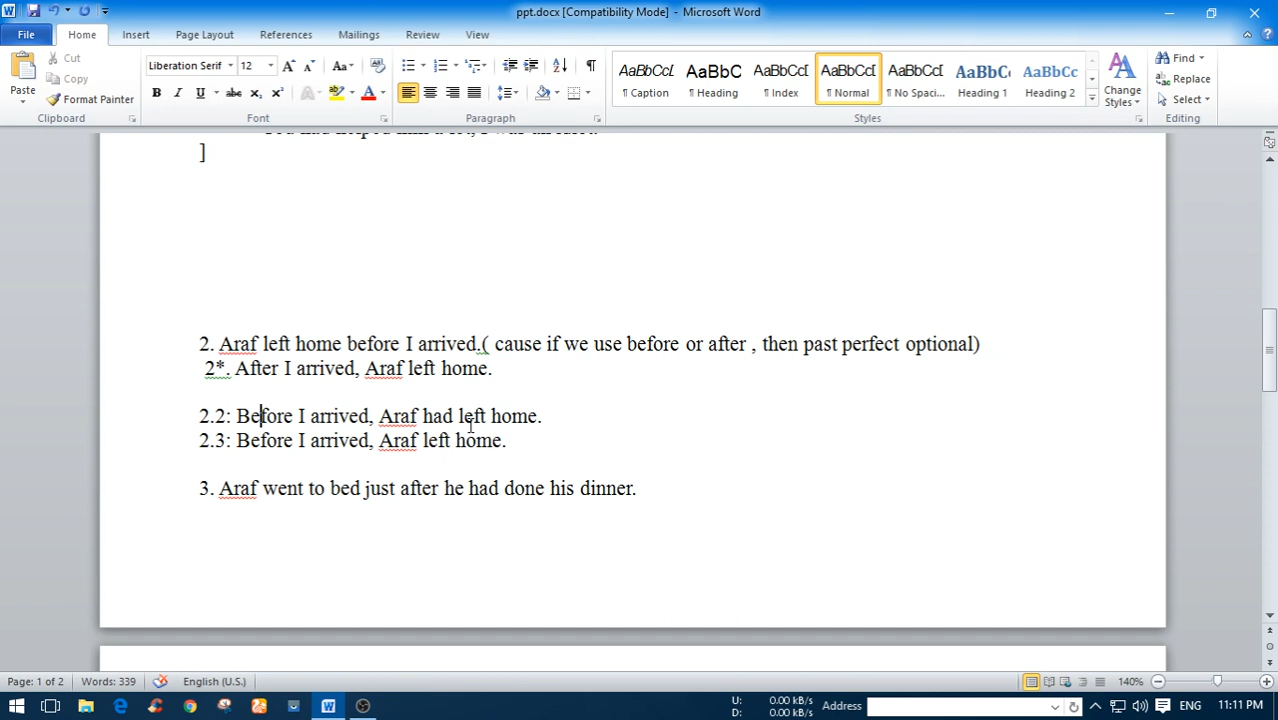 ppt.docx [Compatibility Mode] - Microsoft Word
File Home Insert Page Layout References Mailings Review View
Cut
Copy
Format Painter
Paste
Clipboard
Liberation Serif 12
Font
Paragraph
AaBbCcI AaBbC AaBbCcI AaBbCcI AaBbCcI AaBbC AaBbCc
¶ Caption ¶ Heading ¶ Index ¶ Normal ¶ No Spaci... Heading 1 ¶ Heading 2
Styles
Change Styles
Find
Replace
Select
Editing
]
2. Araf left home before I arrived.( cause if we use before or after , then past perfect optional)
2*. After I arrived, Araf left home.
2.2: Before I arrived, Araf had left home.
2.3: Before I arrived, Araf left home.
3. Araf went to bed just after he had done his dinner.
Page: 1 of 2 Words: 339 English (U.S.) 140%
U: 0.00 kB/s
D: 0.00 kB/s
Address
ENG 11:11 PM